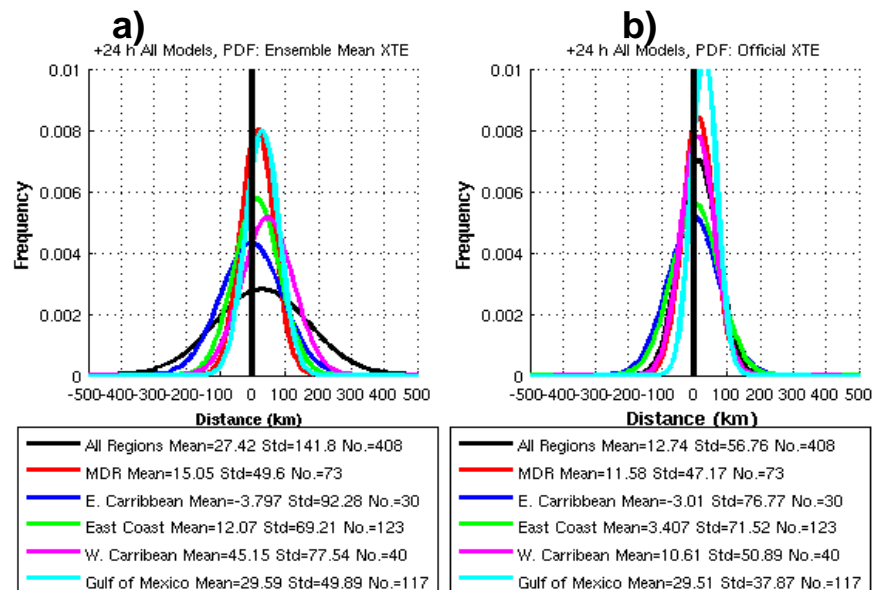 a)
+24 h All Models, PDF: Ensemble Mean XTE
0.01
0.008
0.006
0.004
0.002
0
Frequency
-500-400-300-200-100 0 100 200 300 400 500
Distance (km)
All Regions Mean=27.42 Std=141.8 No.=408
MDR Mean=15.05 Std=49.6 No.=73
E. Carribbean Mean=-3.797 Std=92.28 No.=30
East Coast Mean=12.07 Std=69.21 No.=123
W. Carribean Mean=45.15 Std=77.54 No.=40
Gulf of Mexico Mean=29.59 Std=49.89 No.=117
b)
+24 h All Models, PDF: Official XTE
0.01
0.008
0.006
0.004
0.002
0
Frequency
-500-400-300-200-100 0 100 200 300 400 500
Distance (km)
All Regions Mean=12.74 Std=56.76 No.=408
MDR Mean=11.58 Std=47.17 No.=73
E. Carribbean Mean=-3.01 Std=76.77 No.=30
East Coast Mean=3.407 Std=71.52 No.=123
W. Carribean Mean=10.61 Std=50.89 No.=40
Gulf of Mexico Mean=29.51 Std=37.87 No.=117